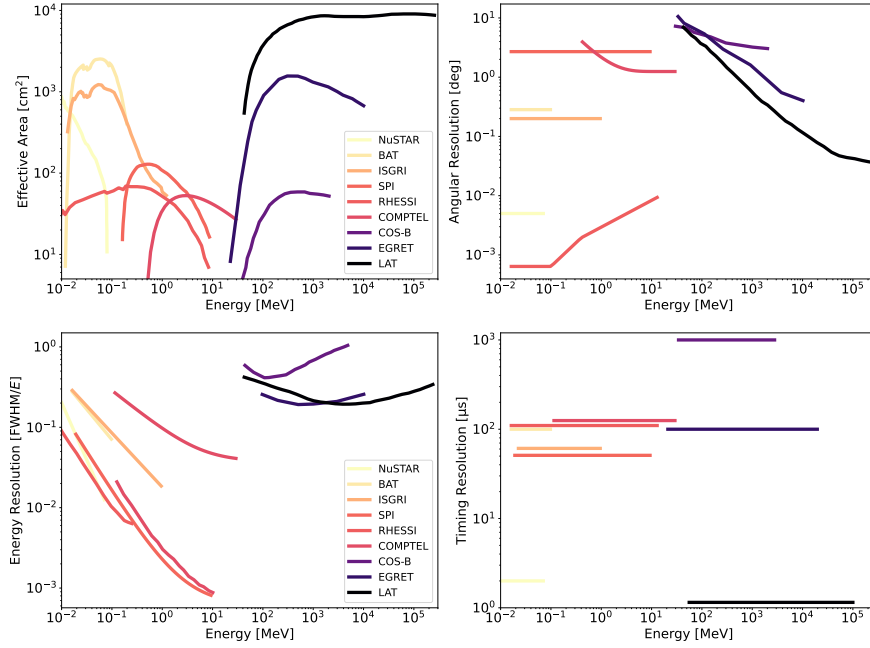 Effective Area [cm²]
10⁴
10³
10²
10¹
10⁻² 10⁻¹ 10⁰ 10¹ 10² 10³ 10⁴ 10⁵
Energy [MeV]
NuSTAR
BAT
ISGRI
SPI
RHESSI
COMPTEL
COS-B
EGRET
LAT
Angular Resolution [deg]
10¹
10⁰
10⁻¹
10⁻²
10⁻³
10⁻² 10⁻¹ 10⁰ 10¹ 10² 10³ 10⁴ 10⁵
Energy [MeV]
Energy Resolution [FWHM/E]
10⁰
10⁻¹
10⁻²
10⁻³
10⁻² 10⁻¹ 10⁰ 10¹ 10² 10³ 10⁴ 10⁵
Energy [MeV]
NuSTAR
BAT
ISGRI
SPI
RHESSI
COMPTEL
COS-B
EGRET
LAT
Timing Resolution [μs]
10³
10²
10¹
10⁰
10⁻² 10⁻¹ 10⁰ 10¹ 10² 10³ 10⁴ 10⁵
Energy [MeV]